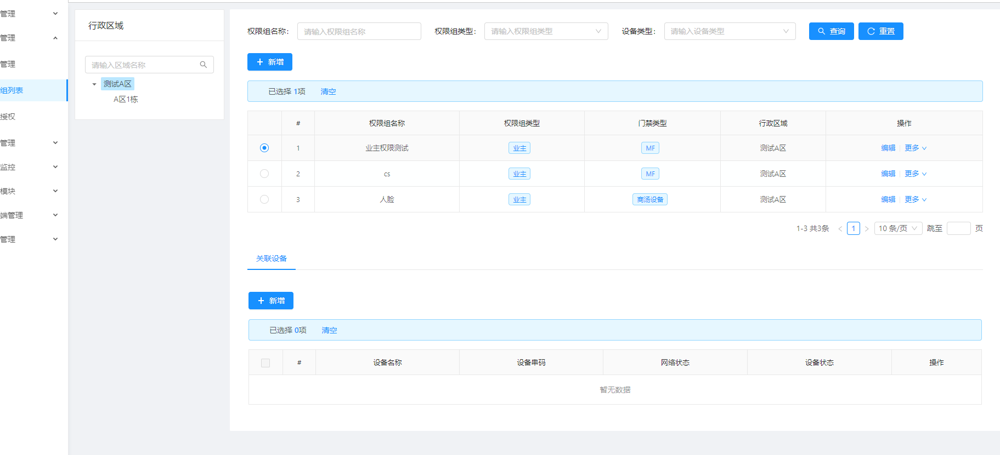 管理
管理
管理
组列表
授权
管理
监控
模块
端管理
管理
行政区域
请输入区域名称
测试A区
A区1栋
权限组名称: 请输入权限组名称 权限组类型: 请输入权限组类型 设备类型: 请输入设备类型 查询 重置
新增
已选择 1项 清空
# 权限组名称 权限组类型 门禁类型 行政区域 操作
1 业主权限测试 业主 MF 测试A区 编辑 更多
2 cs 业主 MF 测试A区 编辑 更多
3 人脸 业主 商汤设备 测试A区 编辑 更多
1-3 共3条 < 1 > 10 条/页 跳至 页
关联设备
新增
已选择 0项 清空
# 设备名称 设备串码 网络状态 设备状态 操作
暂无数据